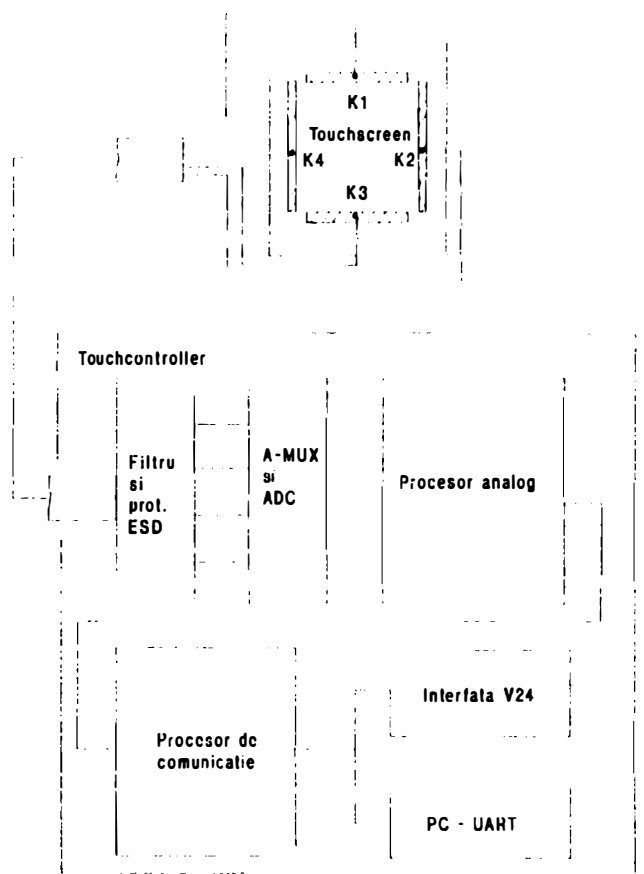 K1
Touchscreen
K4
K2
K3
Touchcontroller
Filtru
si
prot.
ESD
A-MUX
si
ADC
Procesor analog
Procesor de
comunicatie
Interfata V24
PC - UART